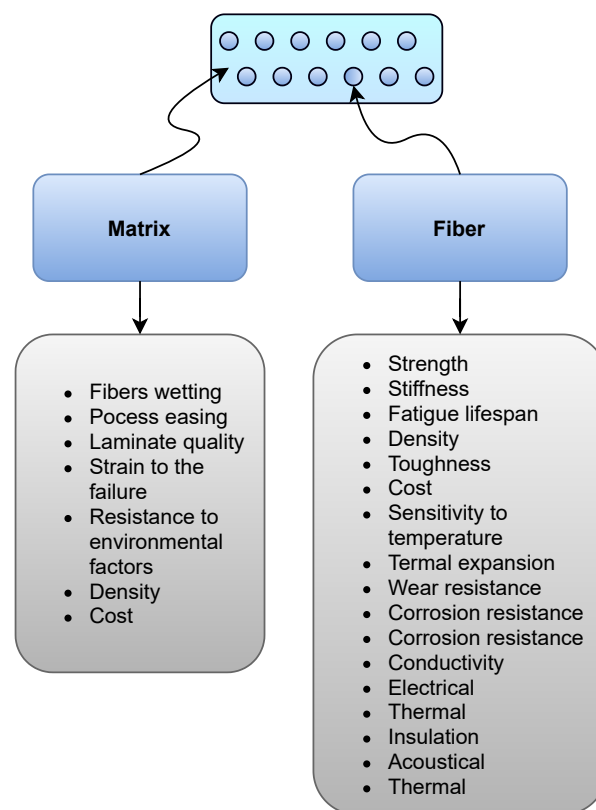 Matrix
Fiber
• Fibers wetting
• Pocess easing
• Laminate quality
• Strain to the
failure
• Resistance to
environmental
factors
• Density
• Cost
• Strength
• Stiffness
• Fatigue lifespan
• Density
• Toughness
• Cost
• Sensitivity to
temperature
• Termal expansion
• Wear resistance
• Corrosion resistance
• Corrosion resistance
• Conductivity
• Electrical
• Thermal
• Insulation
• Acoustical
• Thermal